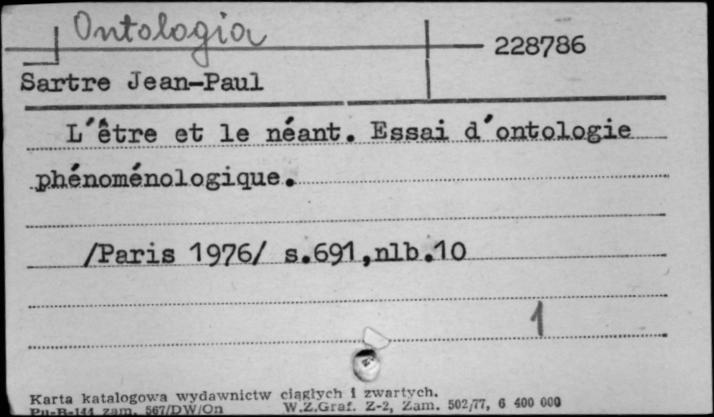 Ontologia
228786
Sartre Jean-Paul
L'être et le néant. Essai d'ontologie
phénoménologique.
/Paris 1976/ s.691,nlb.10
1
Karta katalogowa wydawnictw ciągłych i zwartych.
Pu-B-144 zam. 567/DW/On W.Z.Graf. Z-2, Zam. 502/77, 6 400 000